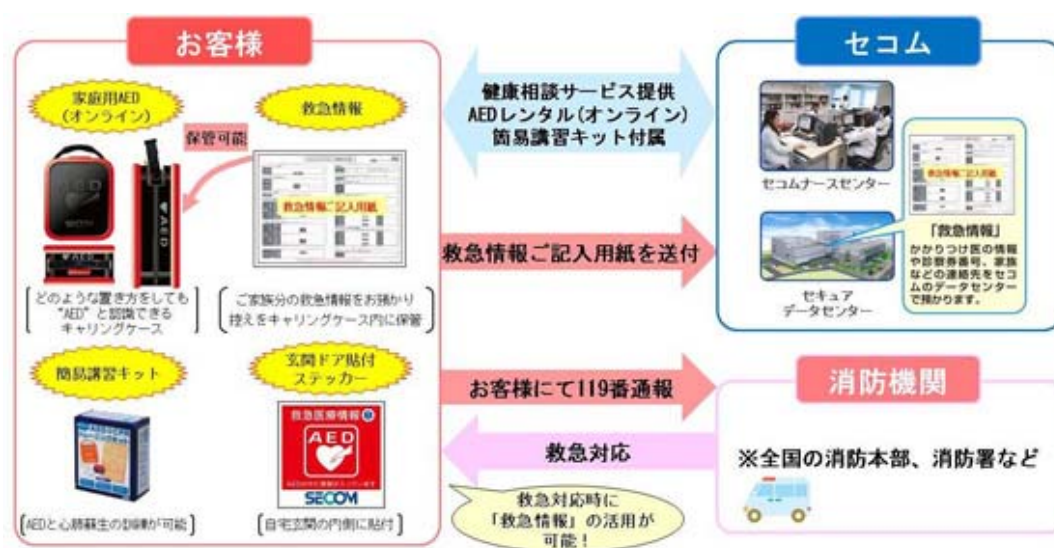 お客様
家庭用AED
(オンライン)
救急情報
保管可能
AED
AED
AED
救急情報ご記入用紙
どのような置き方をしても
“AED”と認識できる
キャリングケース
ご家族分の救急情報をお預かり
控えをキャリングケース内に保管
簡易講習キット
玄関ドア貼付
ステッカー
救急医療情報
AED
SECOM
AEDと心肺蘇生の訓練が可能
自宅玄関の内側に貼付
健康相談サービス提供
AEDレンタル(オンライン)
簡易講習キット付属
救急情報ご記入用紙を送付
お客様にて119番通報
救急対応
救急対応時に
「救急情報」の活用が
可能！
セコム
セコムナースセンター
セキュア
データセンター
救急情報ご記入用紙
「救急情報」
かかりつけ医の情報
や診察券番号、家族
などの連絡先をセコ
ムのデータセンター
で預かります。
消防機関
※全国の消防本部、消防署など